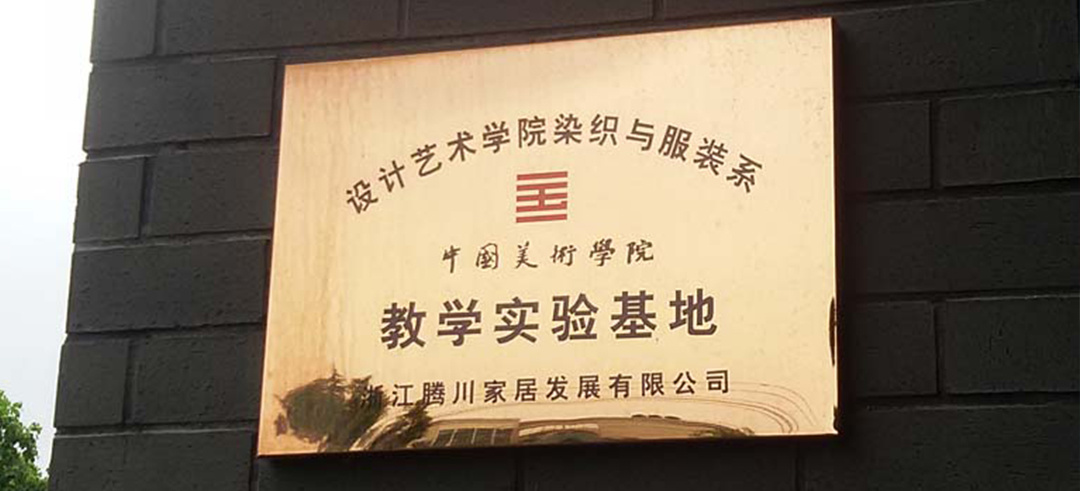 设计艺术学院染织与服装系
中国美術學院
教学实验基地
浙江腾川家居发展有限公司